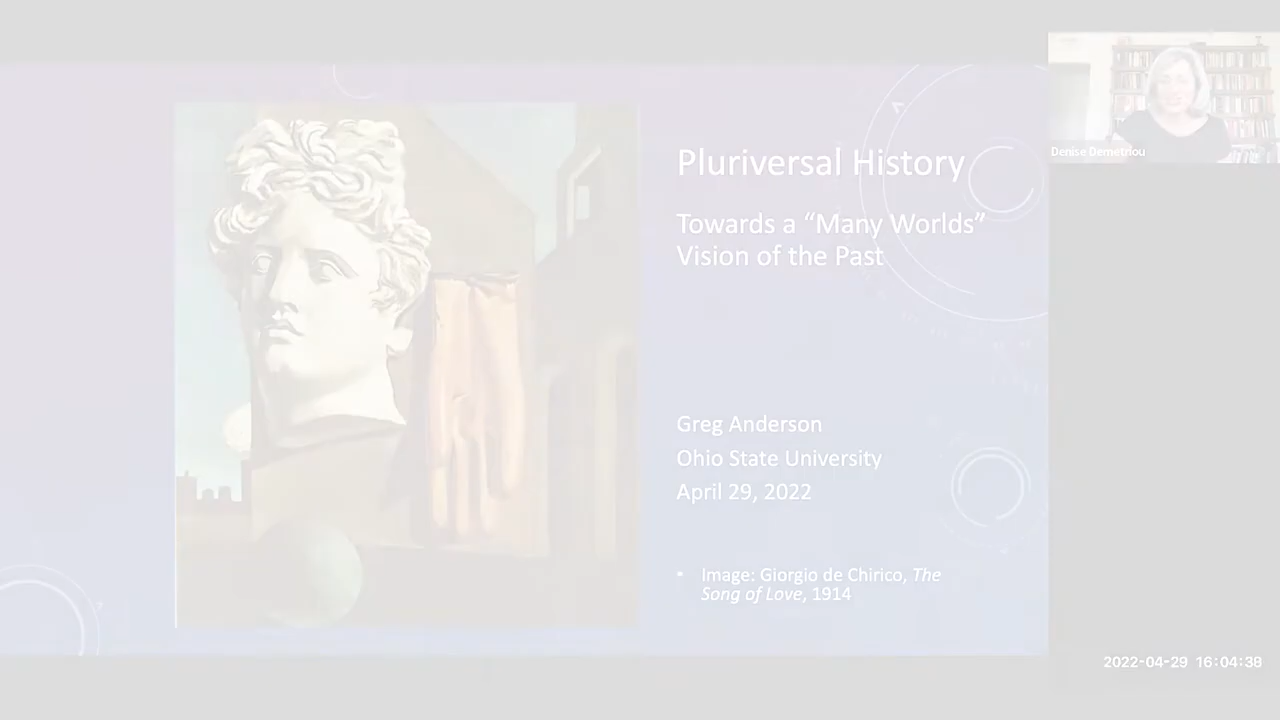 Pluriversal History
Towards a “Many Worlds”
Vision of the Past
Greg Anderson
Ohio State University
April 29, 2022
• Image: Giorgio de Chirico, The
Song of Love, 1914
Denise Demetriou
2022-04-29 16:04:38